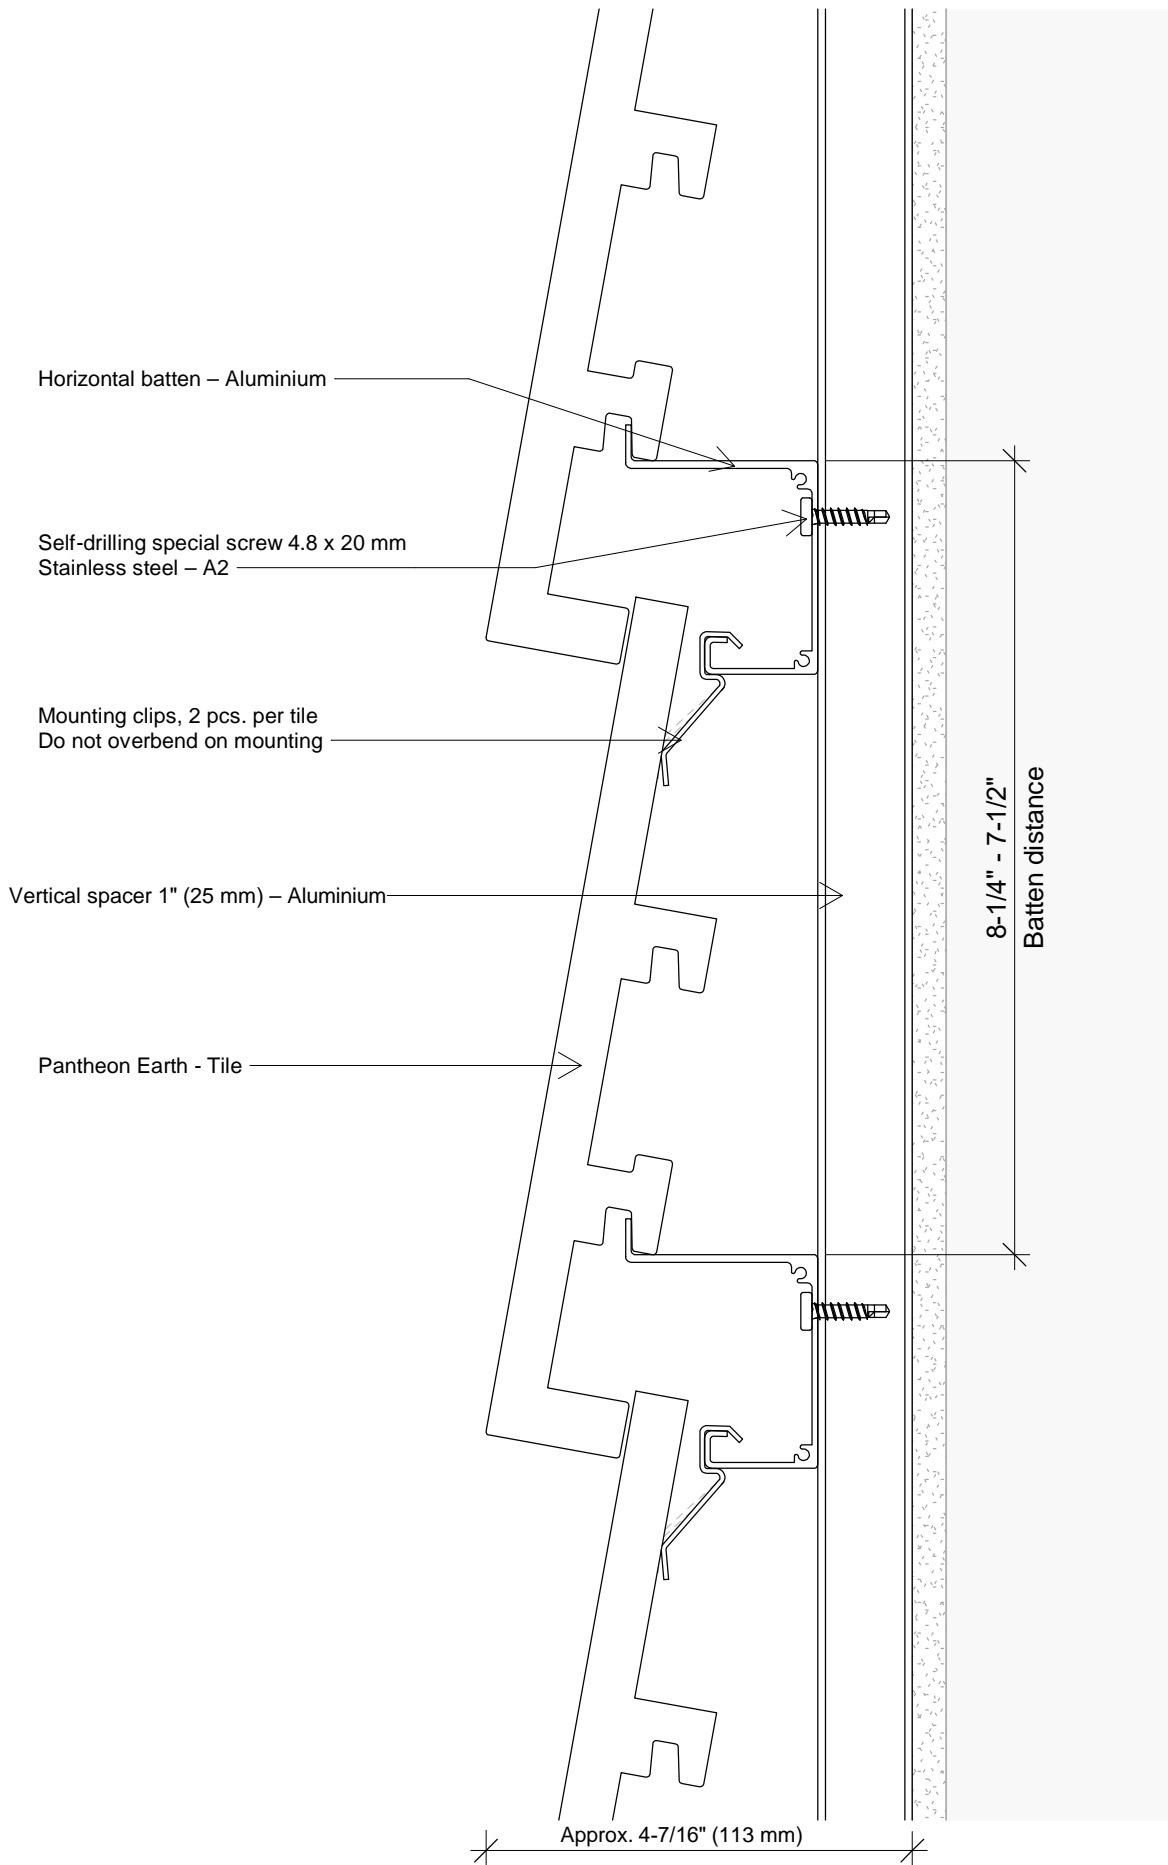 Horizontal batten – Aluminium
Self-drilling special screw 4.8 x 20 mm
Stainless steel – A2
Mounting clips, 2 pcs. per tile
Do not overbend on mounting
8-1/4" - 7-1/2"
Batten distance
Vertical spacer 1" (25 mm) – Aluminium
Pantheon Earth - Tile
Approx. 4-7/16" (113 mm)